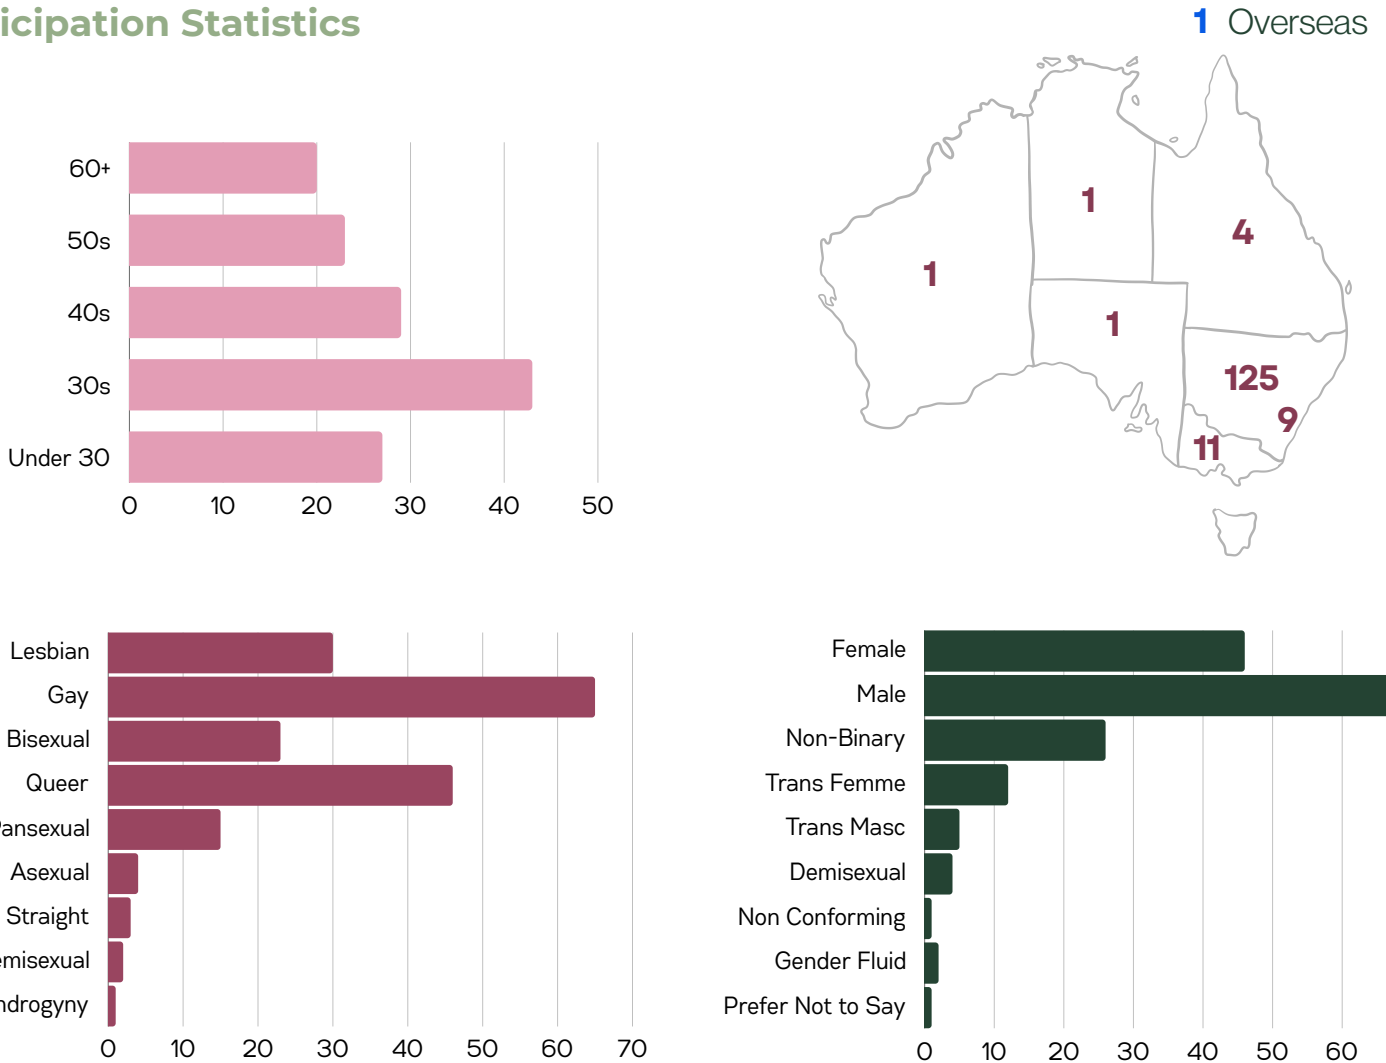 icipation Statistics
1 Overseas
60+
50s
40s
30s
Under 30
0 10 20 30 40 50
1
4
1
1
125
9
11
Lesbian
Gay
Bisexual
Queer
ansexual
Asexual
Straight
emisexual
ndrogyny
0 10 20 30 40 50 60 70
Female
Male
Non-Binary
Trans Femme
Trans Masc
Demisexual
Non Conforming
Gender Fluid
Prefer Not to Say
0 10 20 30 40 50 60